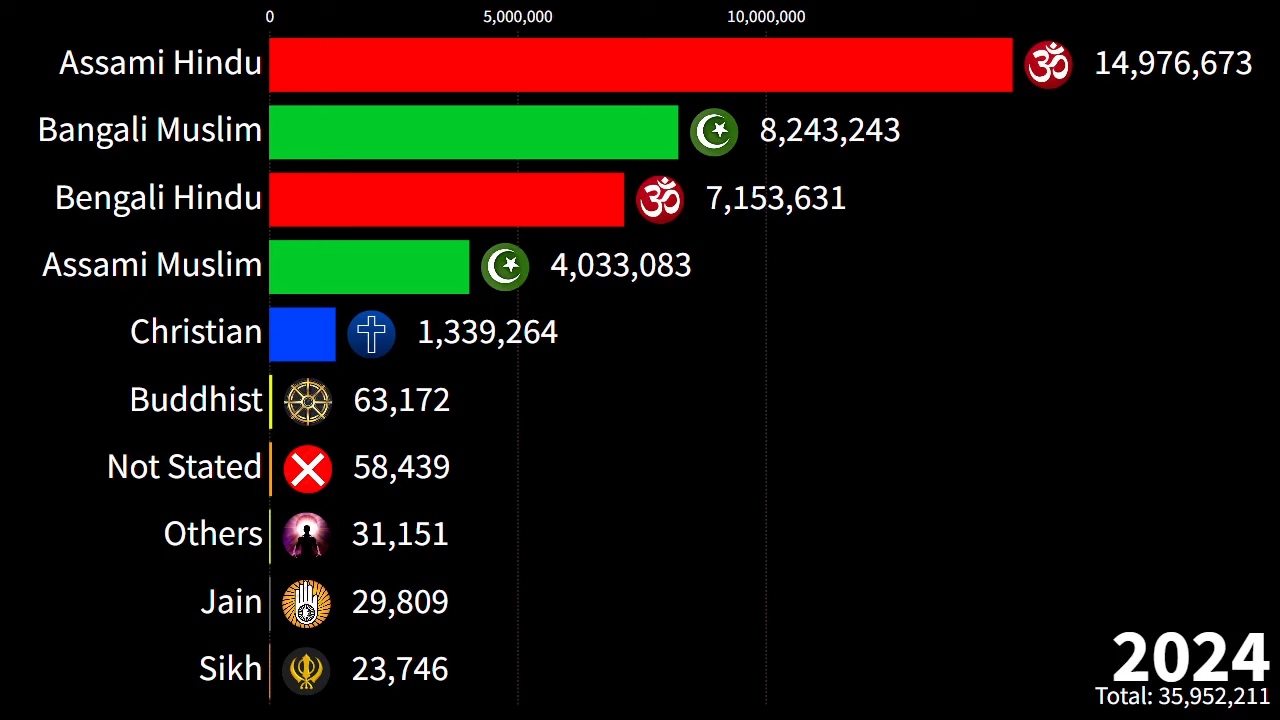 0 5,000,000 10,000,000
Assami Hindu 14,976,673
Bangali Muslim 8,243,243
Bengali Hindu 7,153,631
Assami Muslim 4,033,083
Christian 1,339,264
Buddhist 63,172
Not Stated 58,439
Others 31,151
Jain 29,809
Sikh 23,746
2024
Total: 35,952,211